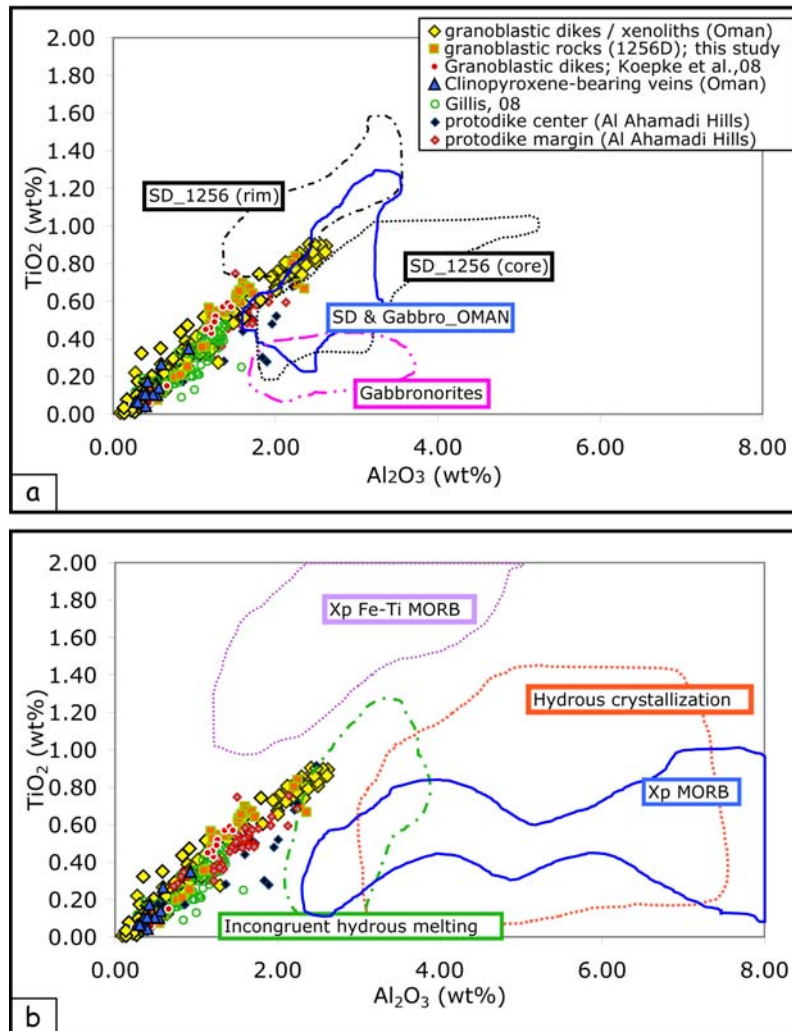 granoblastic dikes / xenoliths (Oman)
granoblastic rocks (1256D); this study
Granoblastic dikes; Koepke et al.,08
Clinopyroxene-bearing veins (Oman)
Gillis, 08
protodike center (Al Ahamadi Hills)
protodike margin (Al Ahamadi Hills)
2.00
1.80
1.60
1.40
1.20
1.00
0.80
0.60
0.40
0.20
0.00
TiO2 (wt%)
SD_1256 (rim)
SD_1256 (core)
SD & Gabbro_OMAN
Gabbronorites
0.00 2.00 4.00 6.00 8.00
Al2O3 (wt%)
a
2.00
1.80
1.60
1.40
1.20
1.00
0.80
0.60
0.40
0.20
0.00
TiO2 (wt%)
Xp Fe-Ti MORB
Hydrous crystallization
Xp MORB
Incongruent hydrous melting
0.00 2.00 4.00 6.00 8.00
Al2O3 (wt%)
b